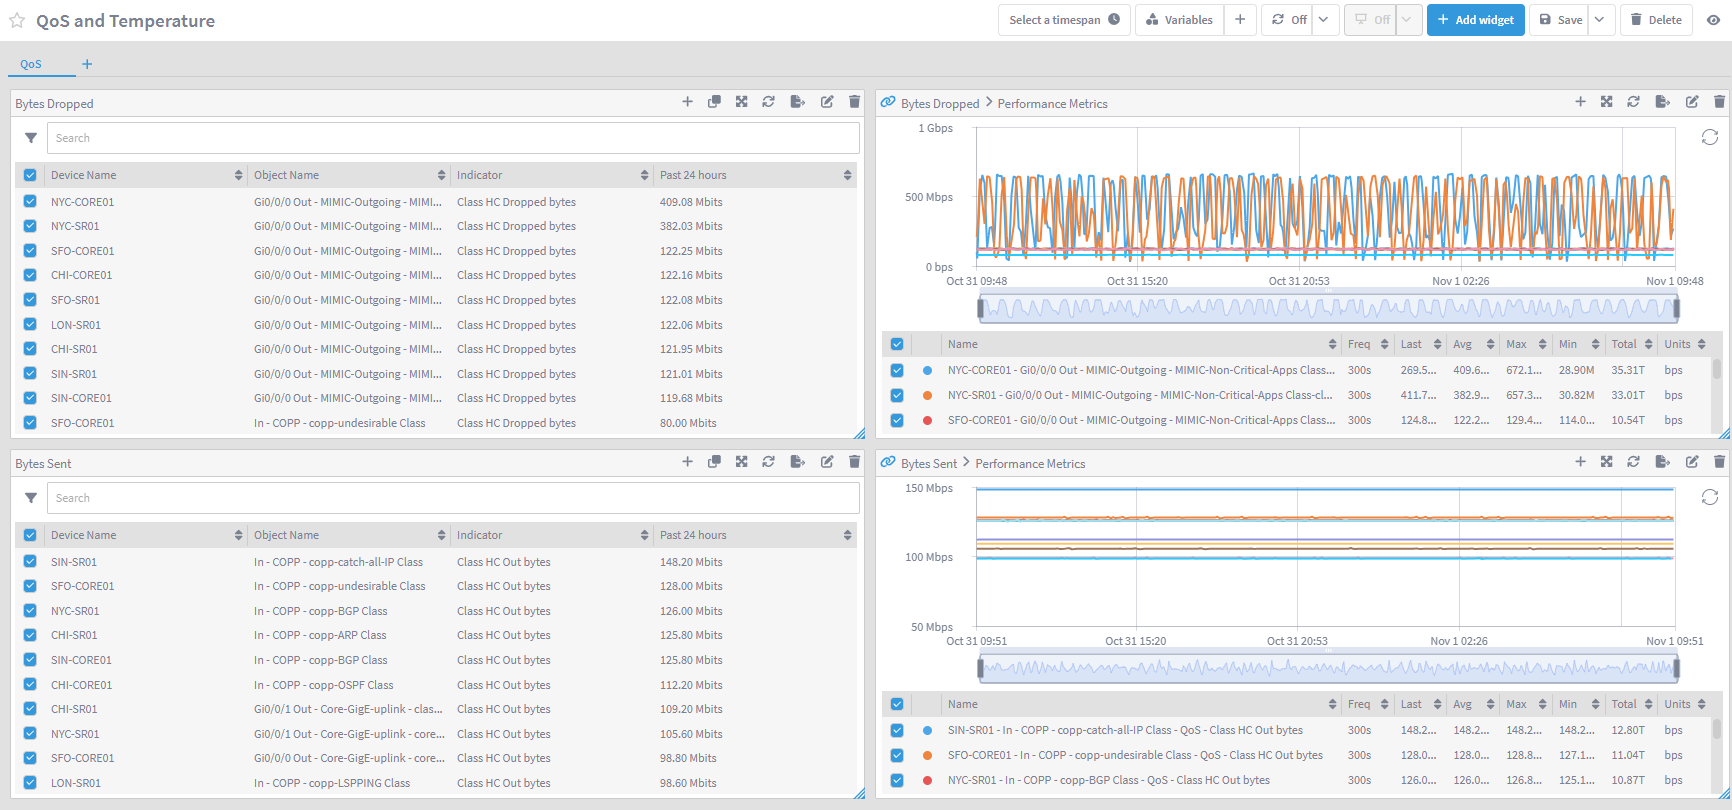 QoS and Temperature
Select a timespan
Variables
Off
Off
Add widget
Save
Delete
QoS
Bytes Dropped
Search
Device Name Object Name Indicator Past 24 hours
NYC-CORE01 Gi0/0/0 Out - MIMIC-Outgoing - MIMI... Class HC Dropped bytes 409.08 Mbits
NYC-SR01 Gi0/0/0 Out - MIMIC-Outgoing - MIMI... Class HC Dropped bytes 382.03 Mbits
SFO-CORE01 Gi0/0/0 Out - MIMIC-Outgoing - MIMI... Class HC Dropped bytes 122.25 Mbits
CHI-CORE01 Gi0/0/0 Out - MIMIC-Outgoing - MIMI... Class HC Dropped bytes 122.16 Mbits
SFO-SR01 Gi0/0/0 Out - MIMIC-Outgoing - MIMI... Class HC Dropped bytes 122.08 Mbits
LON-SR01 Gi0/0/0 Out - MIMIC-Outgoing - MIMI... Class HC Dropped bytes 122.06 Mbits
CHI-SR01 Gi0/0/0 Out - MIMIC-Outgoing - MIMI... Class HC Dropped bytes 121.95 Mbits
SIN-SR01 Gi0/0/0 Out - MIMIC-Outgoing - MIMI... Class HC Dropped bytes 121.01 Mbits
SIN-CORE01 Gi0/0/0 Out - MIMIC-Outgoing - MIMI... Class HC Dropped bytes 119.68 Mbits
SFO-CORE01 In - COPP - copp-undesirable Class Class HC Dropped bytes 80.00 Mbits
Bytes Dropped > Performance Metrics
1 Gbps
500 Mbps
0 bps
Oct 31 09:48 Oct 31 15:20 Oct 31 20:53 Nov 1 02:26 Nov 1 09:48
Name Freq Last Avg Max Min Total Units
NYC-CORE01 - Gi0/0/0 Out - MIMIC-Outgoing - MIMIC-Non-Critical-Apps Class... 300s 269.5... 409.6... 672.1... 28.90M 35.31T bps
NYC-SR01 - Gi0/0/0 Out - MIMIC-Outgoing - MIMIC-Non-Critical-Apps Class-cl... 300s 411.7... 382.9... 657.3... 30.82M 33.01T bps
SFO-CORE01 - Gi0/0/0 Out - MIMIC-Outgoing - MIMIC-Non-Critical-Apps Class... 300s 124.8... 122.2... 129.4... 114.0... 10.54T bps
Bytes Sent
Search
Device Name Object Name Indicator Past 24 hours
SIN-SR01 In - COPP - copp-catch-all-IP Class Class HC Out bytes 148.20 Mbits
SFO-CORE01 In - COPP - copp-undesirable Class Class HC Out bytes 128.00 Mbits
NYC-SR01 In - COPP - copp-BGP Class Class HC Out bytes 126.00 Mbits
CHI-SR01 In - COPP - copp-ARP Class Class HC Out bytes 125.80 Mbits
SIN-CORE01 In - COPP - copp-BGP Class Class HC Out bytes 125.80 Mbits
CHI-CORE01 In - COPP - copp-OSPF Class Class HC Out bytes 112.20 Mbits
CHI-SR01 Gi0/0/1 Out - Core-GigE-uplink - clas... Class HC Out bytes 109.20 Mbits
NYC-SR01 Gi0/0/1 Out - Core-GigE-uplink - core... Class HC Out bytes 105.60 Mbits
SFO-CORE01 Gi0/0/0 Out - Core-GigE-uplink - core... Class HC Out bytes 98.80 Mbits
LON-SR01 In - COPP - copp-LSPPING Class Class HC Out bytes 98.60 Mbits
Bytes Sent > Performance Metrics
150 Mbps
100 Mbps
50 Mbps
Oct 31 09:51 Oct 31 15:20 Oct 31 20:53 Nov 1 02:26 Nov 1 09:51
Name Freq Last Avg Max Min Total Units
SIN-SR01 - In - COPP - copp-catch-all-IP Class - QoS - Class HC Out bytes 300s 148.2... 148.2... 148.2... 148.2... 12.80T bps
SFO-CORE01 - In - COPP - copp-undesirable Class - QoS - Class HC Out bytes 300s 128.0... 128.0... 128.8... 127.1... 11.04T bps
NYC-SR01 - In - COPP - copp-BGP Class - QoS - Class HC Out bytes 300s 126.0... 126.0... 126.8... 125.1... 10.87T bps